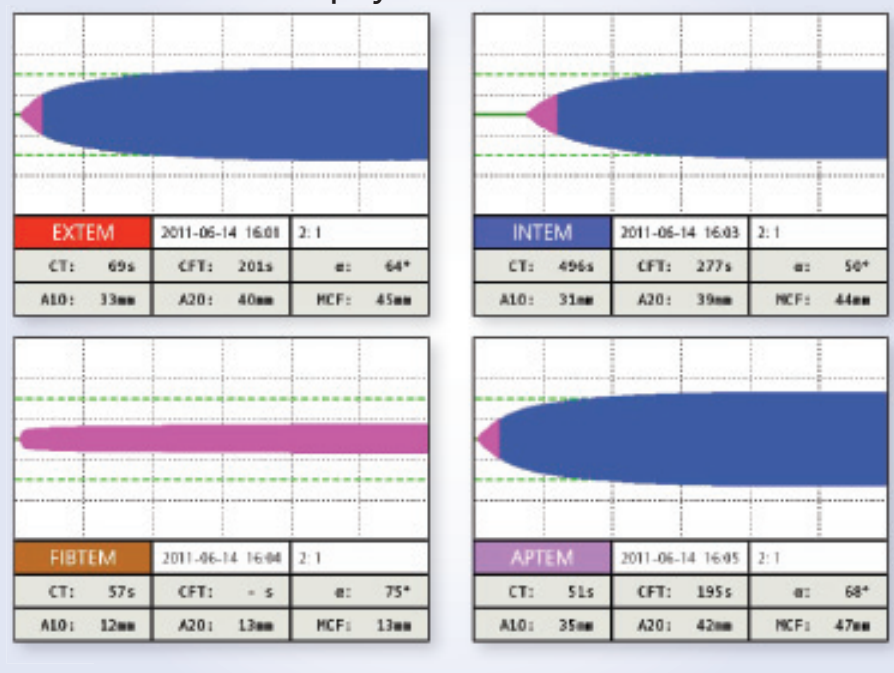 EXTEM 2011-06-14 16:01 2: 1
CT: 69s CFT: 201s α: 64°
A10: 33mm A20: 40mm MCF: 45mm
INTEM 2011-06-14 16:03 2: 1
CT: 496s CFT: 277s α: 50°
A10: 31mm A20: 39mm MCF: 44mm
FIBTEM 2011-06-14 16:04 2: 1
CT: 57s CFT: - s α: 75°
A10: 12mm A20: 13mm MCF: 13mm
APTEM 2011-06-14 16:05 2: 1
CT: 51s CFT: 195s α: 68°
A10: 35mm A20: 42mm MCF: 47mm